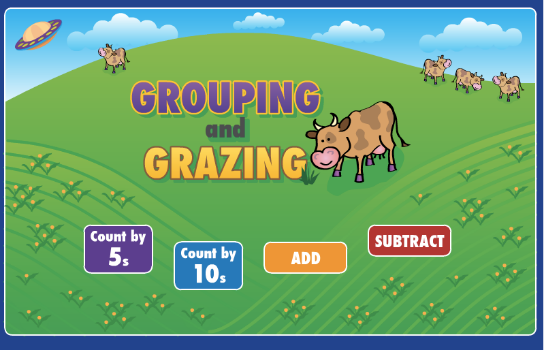 GROUPING
and
GRAZING
Count by
5s
Count by
10s
ADD
SUBTRACT